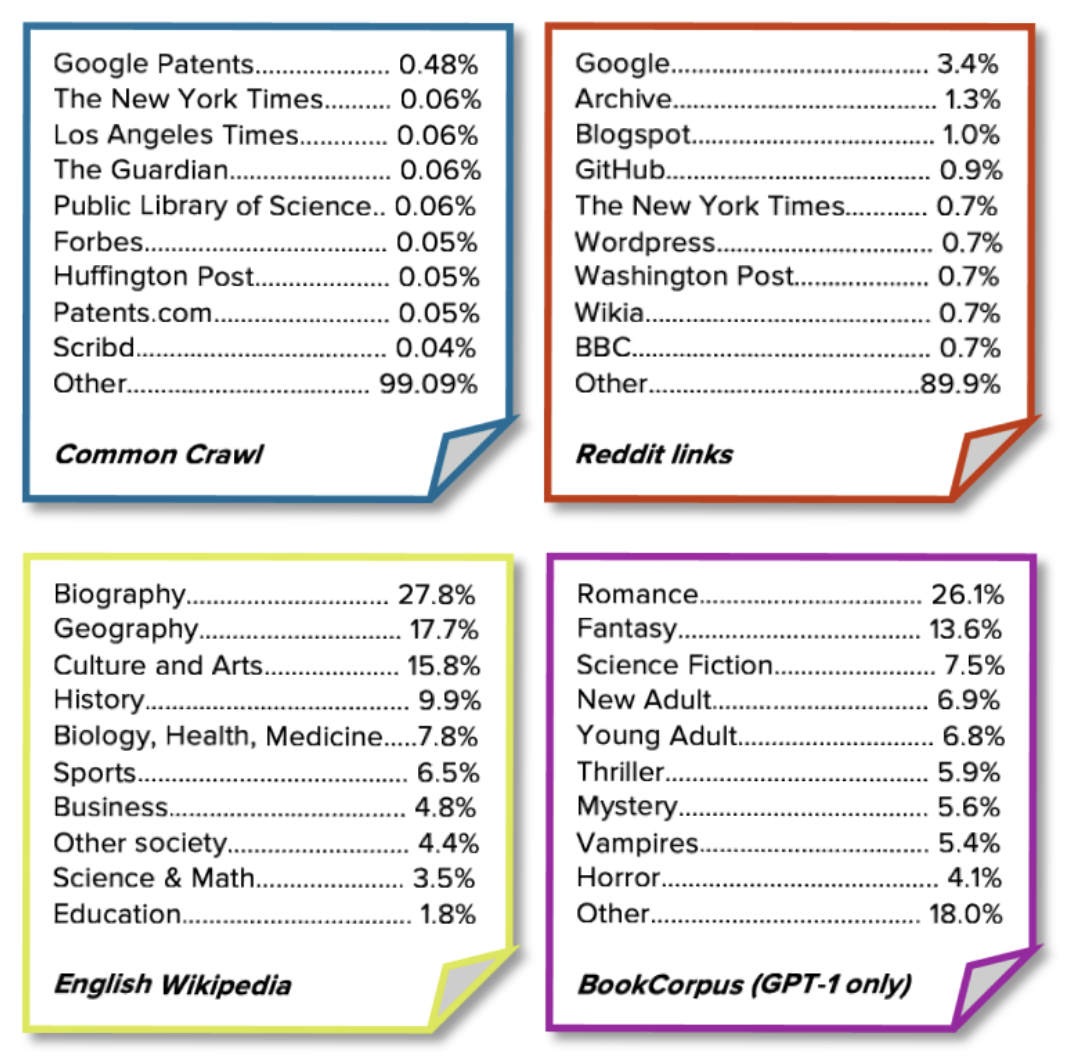 Google Patents..................... 0.48%
The New York Times.......... 0.06%
Los Angeles Times............. 0.06%
The Guardian....................... 0.06%
Public Library of Science.. 0.06%
Forbes................................... 0.05%
Huffington Post................... 0.05%
Patents.com......................... 0.05%
Scribd.................................... 0.04%
Other................................... 99.09%
Common Crawl
Google..................................... 3.4%
Archive...................................... 1.3%
Blogspot................................... 1.0%
GitHub...................................... 0.9%
The New York Times............ 0.7%
Wordpress............................... 0.7%
Washington Post................... 0.7%
Wikia......................................... 0.7%
BBC........................................... 0.7%
Other.......................................89.9%
Reddit links
Biography............................. 27.8%
Geography............................. 17.7%
Culture and Arts................... 15.8%
History....................................... 9.9%
Biology, Health, Medicine.....7.8%
Sports....................................... 6.5%
Business.................................. 4.8%
Other society.......................... 4.4%
Science & Math..................... 3.5%
Education................................. 1.8%
English Wikipedia
Romance................................ 26.1%
Fantasy................................... 13.6%
Science Fiction....................... 7.5%
New Adult............................... 6.9%
Young Adult............................ 6.8%
Thriller....................................... 5.9%
Mystery.................................... 5.6%
Vampires................................. 5.4%
Horror........................................ 4.1%
Other....................................... 18.0%
BookCorpus (GPT-1 only)